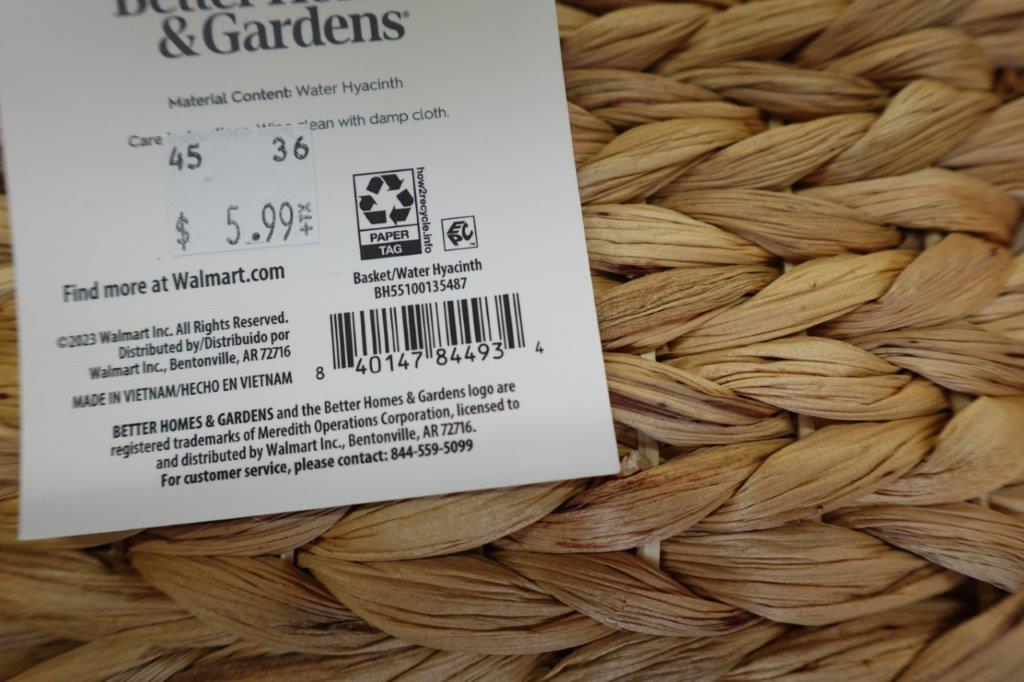 Better Home
& Gardens®
Material Content: Water Hyacinth
Care clean with damp cloth.
45 36
$ 5.99
how2recycle.info
PAPER
TAG
Find more at Walmart.com
Basket/Water Hyacinth
BH55100135487
©2023 Walmart Inc. All Rights Reserved.
Distributed by/Distribuido por
Walmart Inc., Bentonville, AR 72716
MADE IN VIETNAM/HECHO EN VIETNAM
8 40147 84493 4
BETTER HOMES & GARDENS and the Better Homes & Gardens logo are
registered trademarks of Meredith Operations Corporation, licensed to
and distributed by Walmart Inc., Bentonville, AR 72716.
For customer service, please contact: 844-559-5099